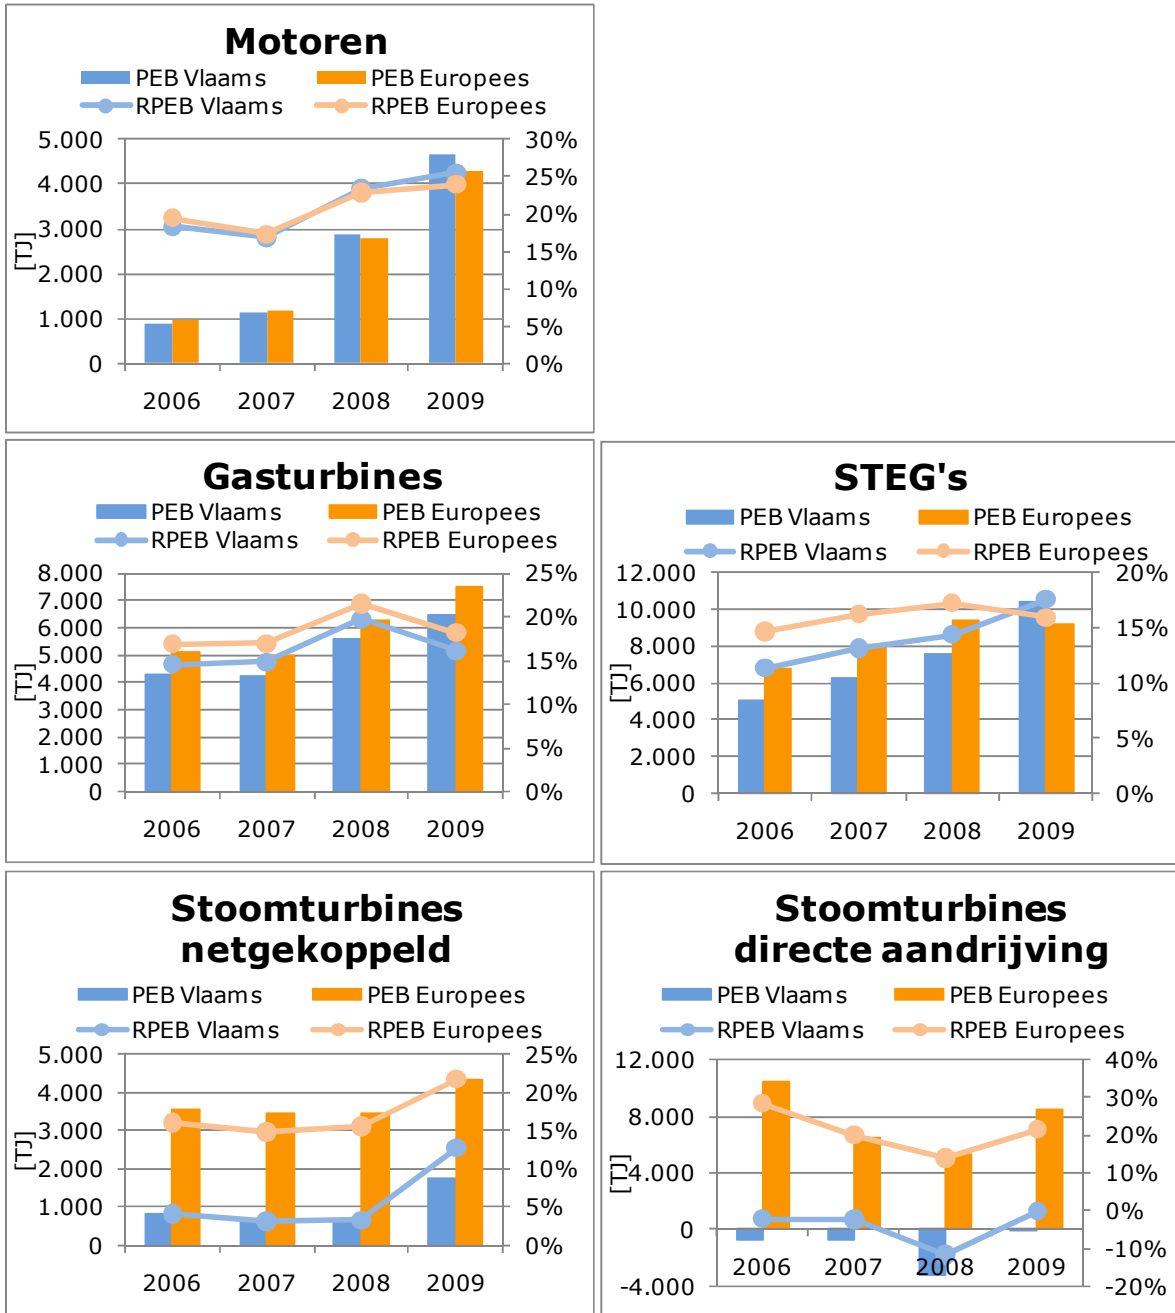 Motoren
PEB Vlaams PEB Europees
RPEB Vlaams RPEB Europees
5.000 30%
4.000 25%
3.000 20%
2.000 15%
1.000 10%
0 5%
0%
[TJ]
2006 2007 2008 2009
Gasturbines
PEB Vlaams PEB Europees
RPEB Vlaams RPEB Europees
8.000 25%
7.000 20%
6.000 15%
5.000 10%
4.000 5%
3.000 0%
2.000
1.000
0
[TJ]
2006 2007 2008 2009
STEG's
PEB Vlaams PEB Europees
RPEB Vlaams RPEB Europees
12.000 20%
10.000 15%
8.000 10%
6.000 5%
4.000 0%
2.000
0
[TJ]
2006 2007 2008 2009
Stoomturbines
netgekoppeld
PEB Vlaams PEB Europees
RPEB Vlaams RPEB Europees
5.000 25%
4.000 20%
3.000 15%
2.000 10%
1.000 5%
0 0%
[TJ]
2006 2007 2008 2009
Stoomturbines
directe aandrijving
PEB Vlaams PEB Europees
RPEB Vlaams RPEB Europees
12.000 40%
8.000 30%
4.000 20%
0 10%
-4.000 0%
-10%
-20%
[TJ]
2006 2007 2008 2009